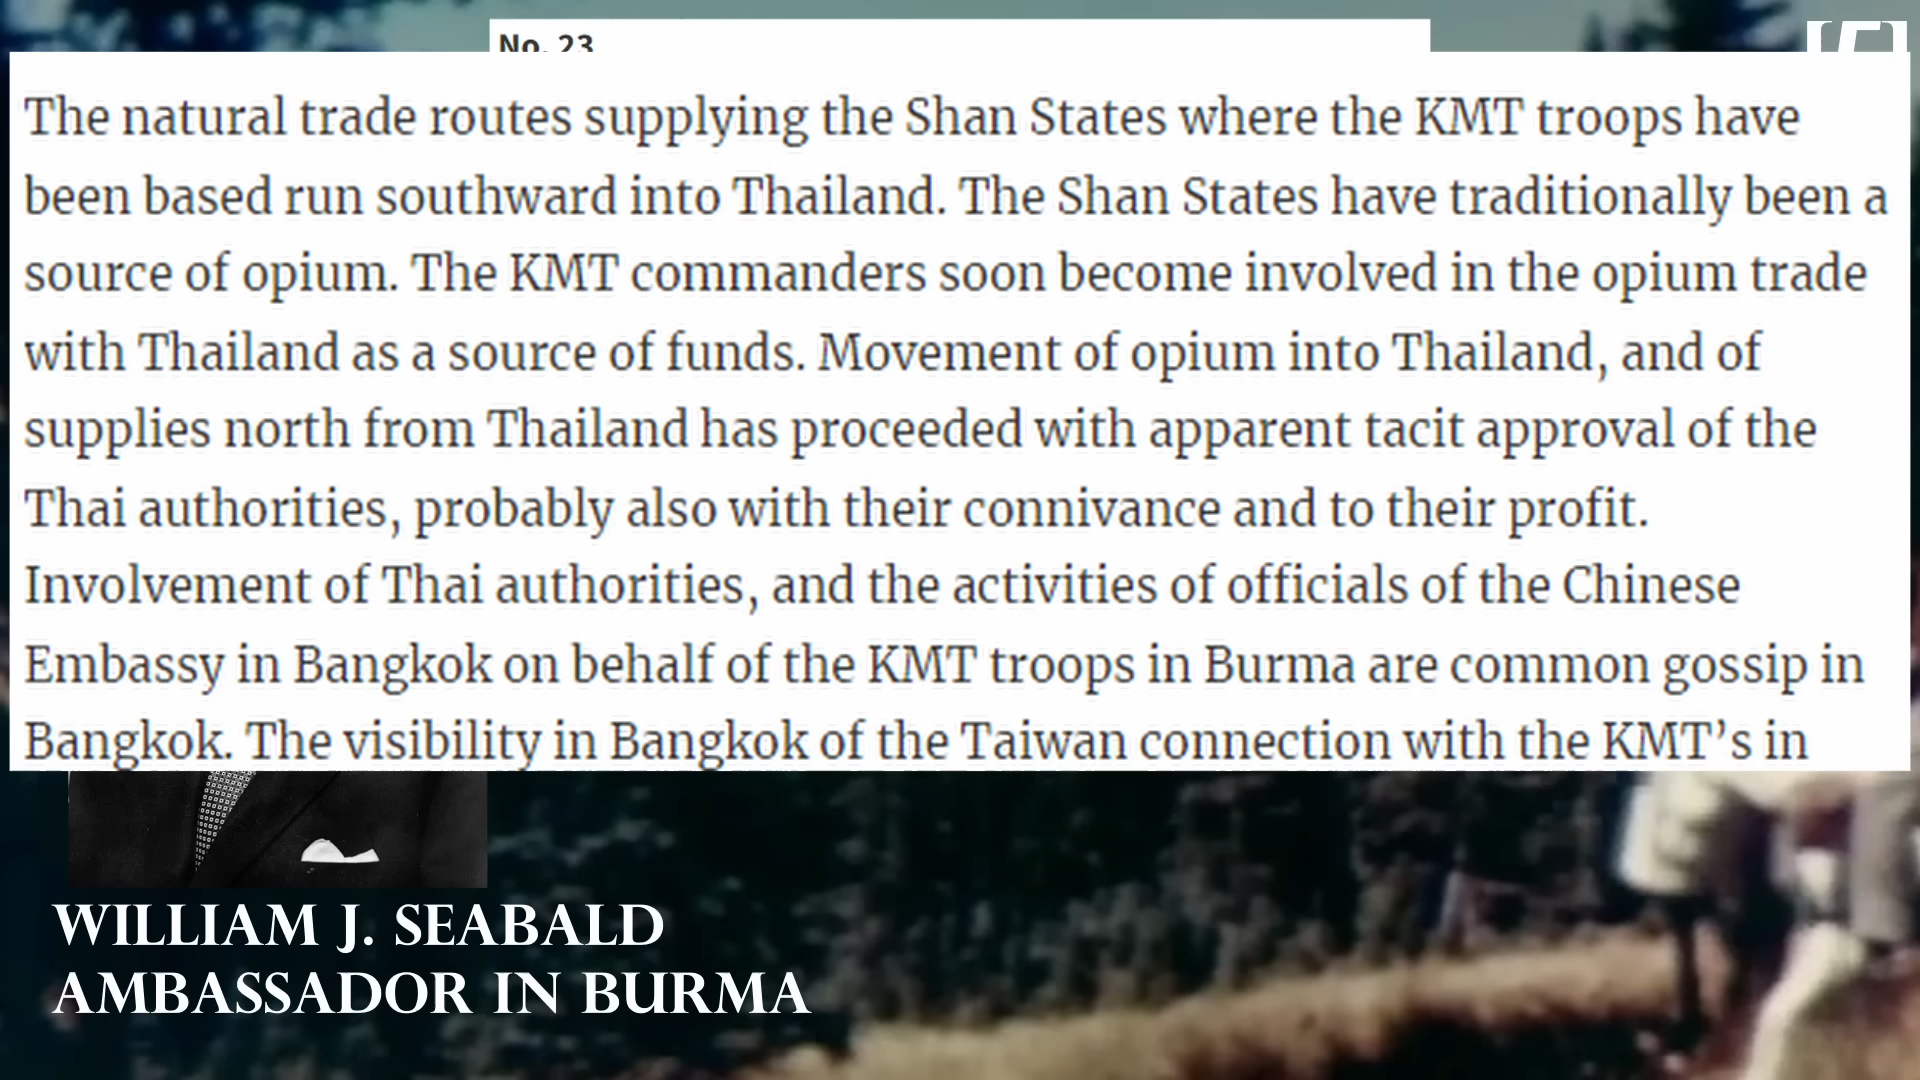 No. 23
The natural trade routes supplying the Shan States where the KMT troops have
been based run southward into Thailand. The Shan States have traditionally been a
source of opium. The KMT commanders soon become involved in the opium trade
with Thailand as a source of funds. Movement of opium into Thailand, and of
supplies north from Thailand has proceeded with apparent tacit approval of the
Thai authorities, probably also with their connivance and to their profit.
Involvement of Thai authorities, and the activities of officials of the Chinese
Embassy in Bangkok on behalf of the KMT troops in Burma are common gossip in
Bangkok. The visibility in Bangkok of the Taiwan connection with the KMT’s in
WILLIAM J. SEABALD
AMBASSADOR IN BURMA